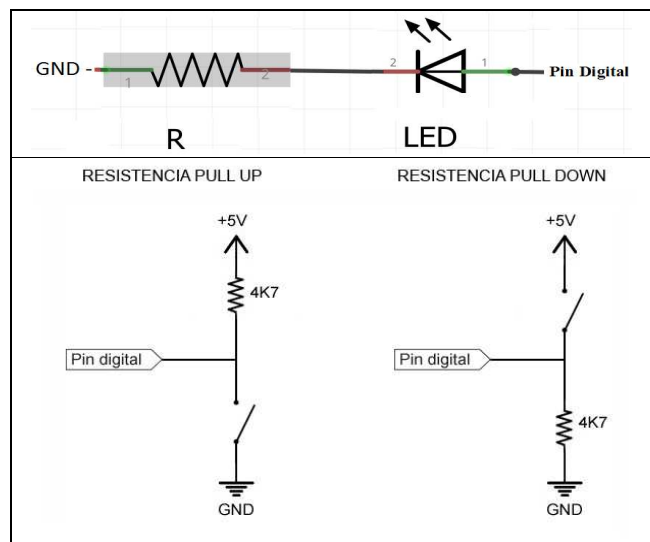 GND
1
2
2
1
Pin Digital
R
LED
RESISTENCIA PULL UP
RESISTENCIA PULL DOWN
+5V
+5V
4K7
Pin digital
Pin digital
4K7
GND
GND